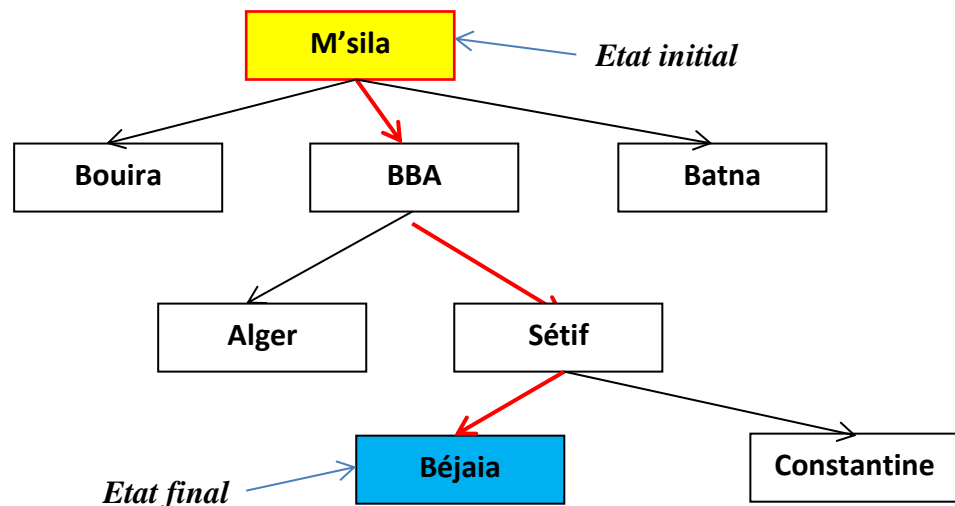 M'sila
Etat initial
Bouira
BBA
Batna
Alger
Sétif
Béjaia
Constantine
Etat final